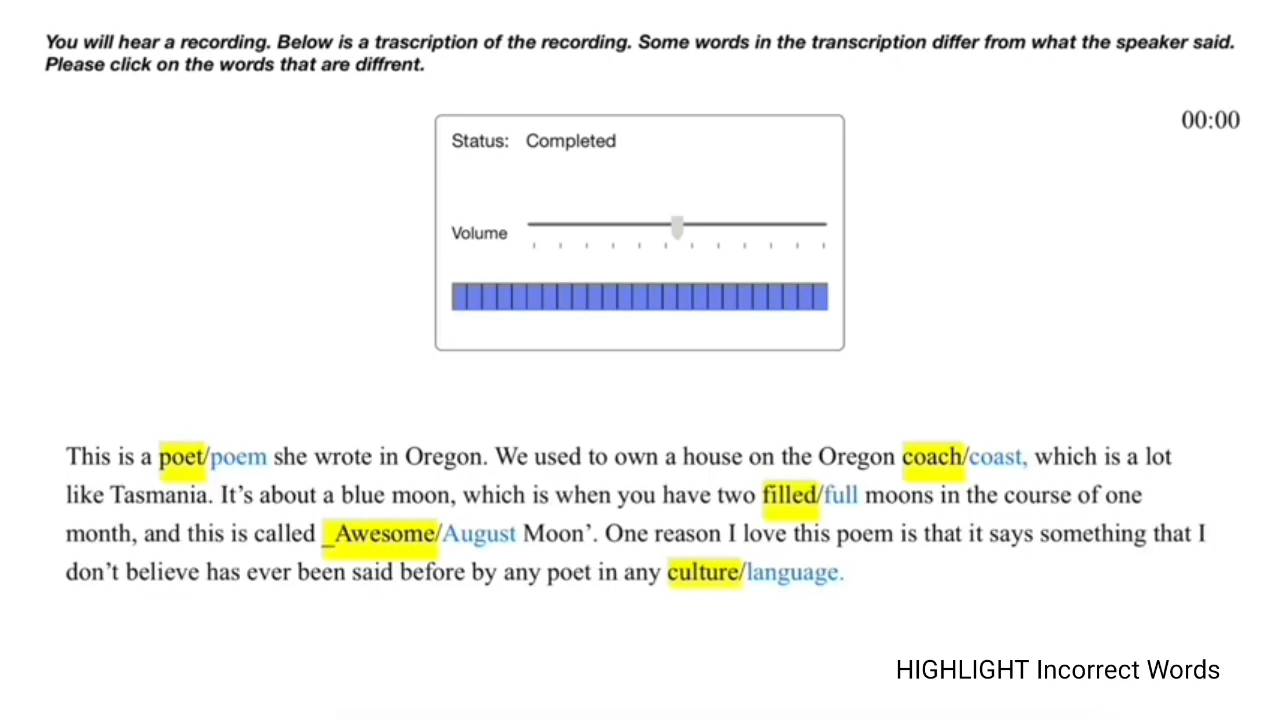 You will hear a recording. Below is a trascription of the recording. Some words in the transcription differ from what the speaker said.
Please click on the words that are diffrent.
00:00
Status: Completed
Volume
This is a poet/poem she wrote in Oregon. We used to own a house on the Oregon coach/coast, which is a lot
like Tasmania. It’s about a blue moon, which is when you have two filled/full moons in the course of one
month, and this is called _Awesome/August Moon’. One reason I love this poem is that it says something that I
don’t believe has ever been said before by any poet in any culture/language.
HIGHLIGHT Incorrect Words